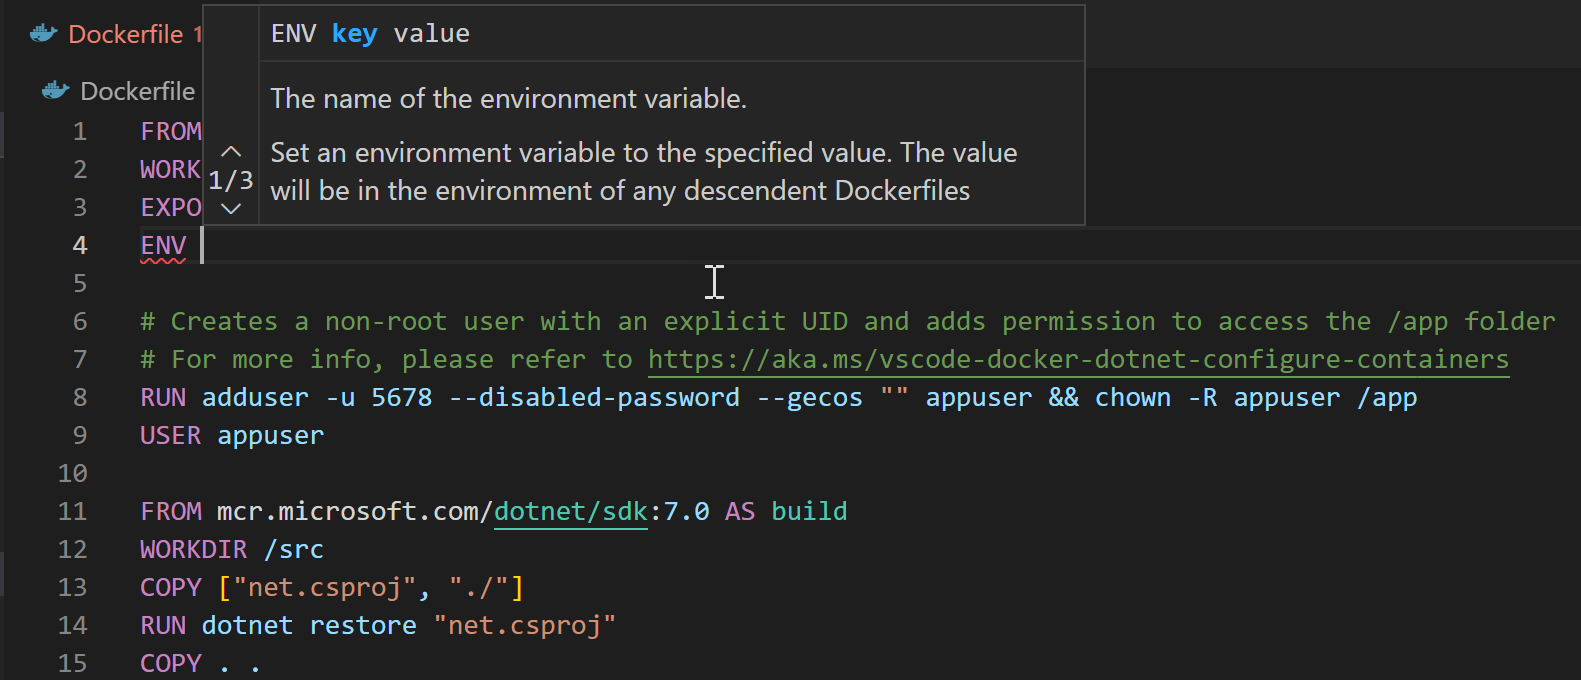 Dockerfile 1
ENV key value
Dockerfile
The name of the environment variable.
Set an environment variable to the specified value. The value
will be in the environment of any descendent Dockerfiles
1/3
1 FROM
2 WORK
3 EXPO
4 ENV
5
6 # Creates a non-root user with an explicit UID and adds permission to access the /app folder
7 # For more info, please refer to https://aka.ms/vscode-docker-dotnet-configure-containers
8 RUN adduser -u 5678 --disabled-password --gecos "" appuser && chown -R appuser /app
9 USER appuser
10
11 FROM mcr.microsoft.com/dotnet/sdk:7.0 AS build
12 WORKDIR /src
13 COPY ["net.csproj", "./"]
14 RUN dotnet restore "net.csproj"
15 COPY . .